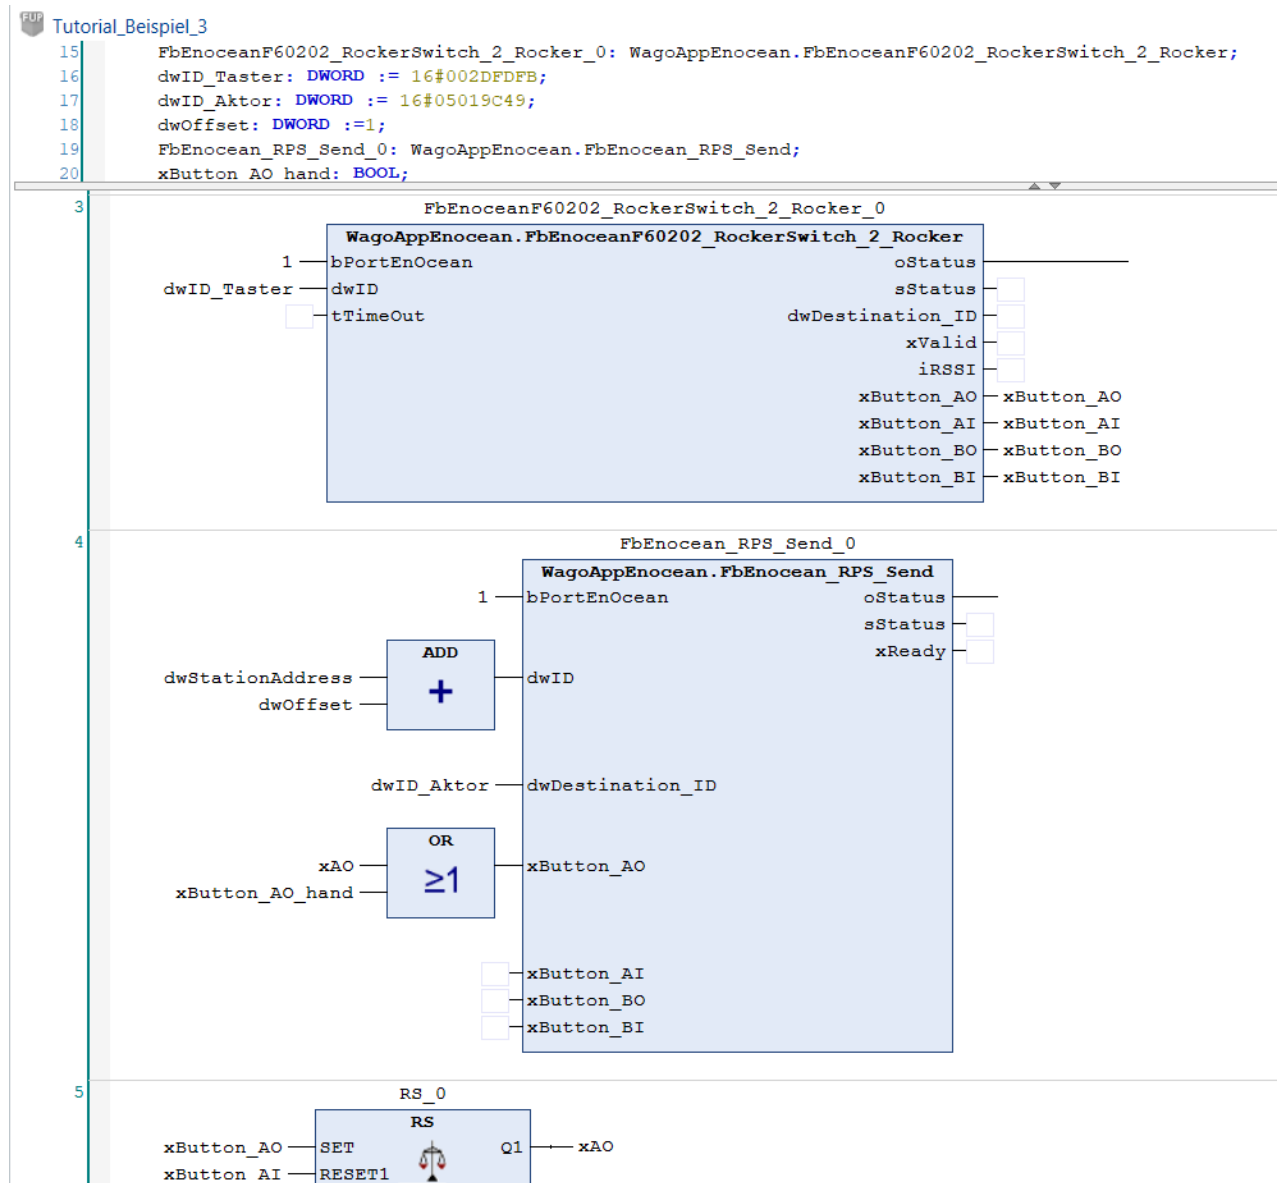 FUP Tutorial_Beispiel_3
15 FbEnoceanF60202_RockerSwitch_2_Rocker_0: WagoAppEnocean.FbEnoceanF60202_RockerSwitch_2_Rocker;
16 dwID_Taster: DWORD := 16#002DFDFB;
17 dwID_Aktor: DWORD := 16#05019C49;
18 dwOffset: DWORD :=1;
19 FbEnocean_RPS_Send_0: WagoAppEnocean.FbEnocean_RPS_Send;
20 xButton_AO_hand: BOOL;
3 FbEnoceanF60202_RockerSwitch_2_Rocker_0
WagoAppEnocean.FbEnoceanF60202_RockerSwitch_2_Rocker
1 bPortEnOcean oStatus
dwID_Taster dwID sStatus
tTimeOut dwDestination_ID
xValid
iRSSI
xButton_AO xButton_AO
xButton_AI xButton_AI
xButton_BO xButton_BO
xButton_BI xButton_BI
4 FbEnocean_RPS_Send_0
WagoAppEnocean.FbEnocean_RPS_Send
1 bPortEnOcean oStatus
sStatus
ADD xReady
dwStationAddress + dwID
dwOffset
dwID_Aktor dwDestination_ID
OR
xAO ≥1 xButton_AO
xButton_AO_hand
xButton_AI
xButton_BO
xButton_BI
5 RS_0
RS
xButton_AO SET Q1 xAO
xButton_AI RESET1